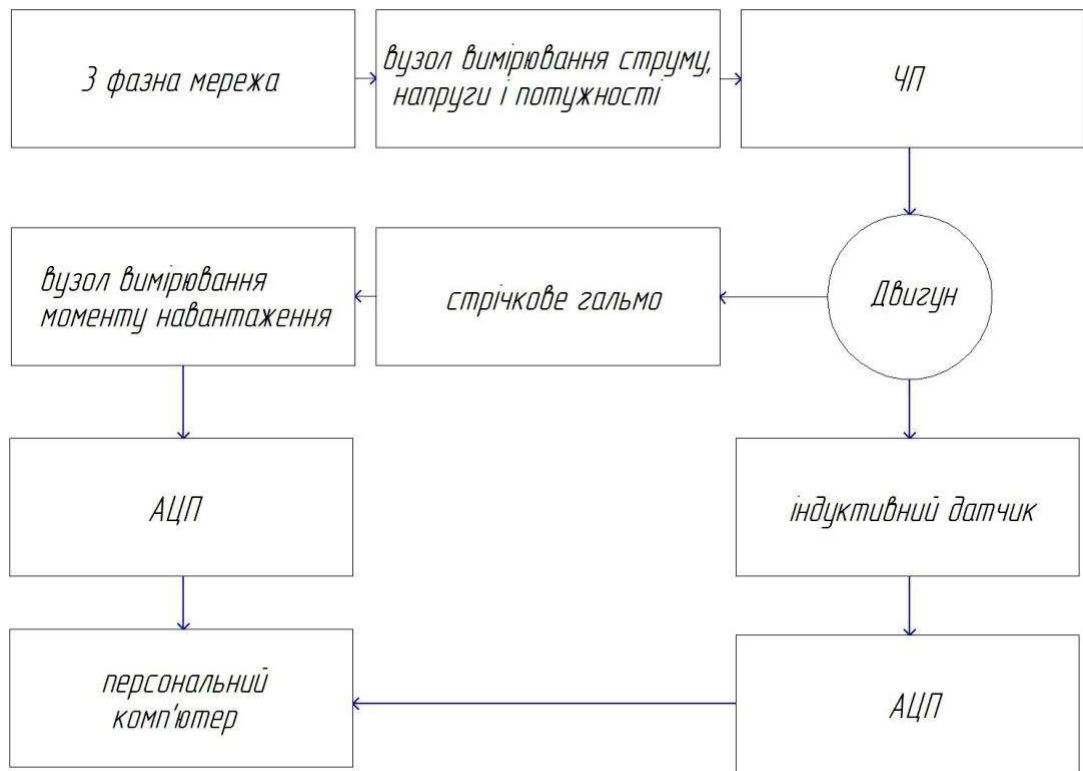 3 фазна мережа
вузол вимірювання струму,
напруги і потужності
ЧП
вузол вимірювання
моменту навантаження
стрічкове гальмо
Двигун
АЦП
індуктивний датчик
персональний
комп'ютер
АЦП